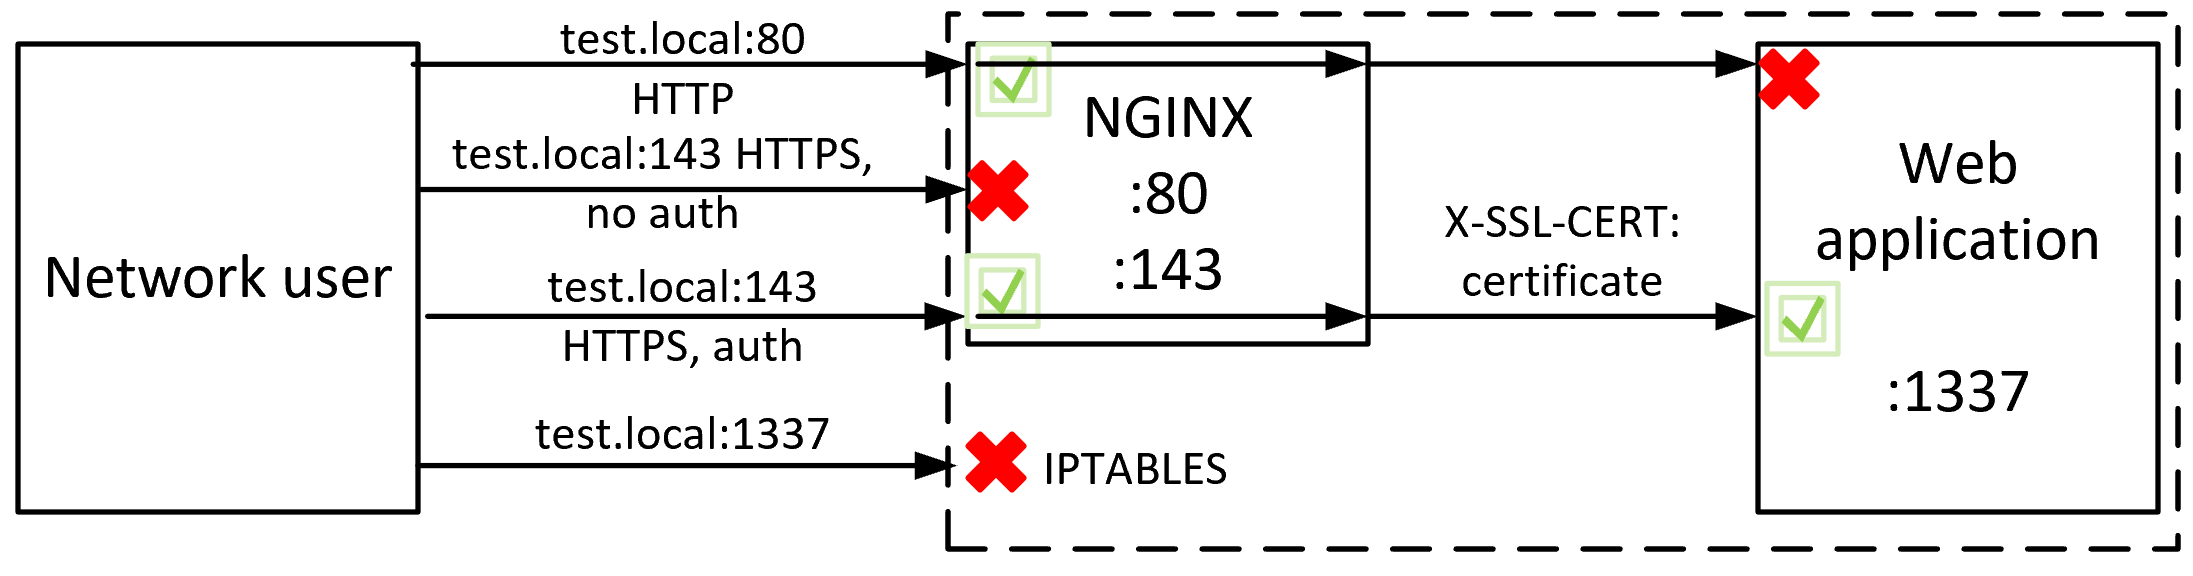 Network user
test.local:80
HTTP
test.local:143 HTTPS,
no auth
test.local:143
HTTPS, auth
test.local:1337
NGINX
:80
:143
IPTABLES
X-SSL-CERT:
certificate
Web
application
:1337